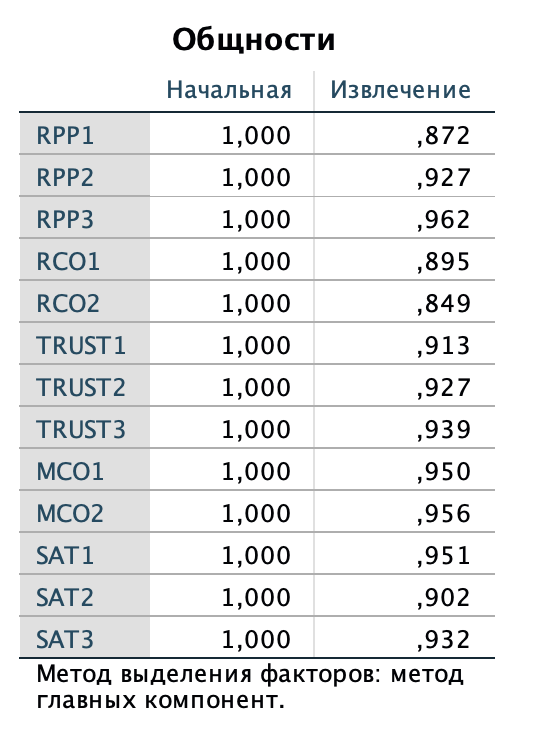 Общности
Начальная Извлечение
RPP1 1,000 ,872
RPP2 1,000 ,927
RPP3 1,000 ,962
RCO1 1,000 ,895
RCO2 1,000 ,849
TRUST1 1,000 ,913
TRUST2 1,000 ,927
TRUST3 1,000 ,939
MCO1 1,000 ,950
MCO2 1,000 ,956
SAT1 1,000 ,951
SAT2 1,000 ,902
SAT3 1,000 ,932
Метод выделения факторов: метод
главных компонент.